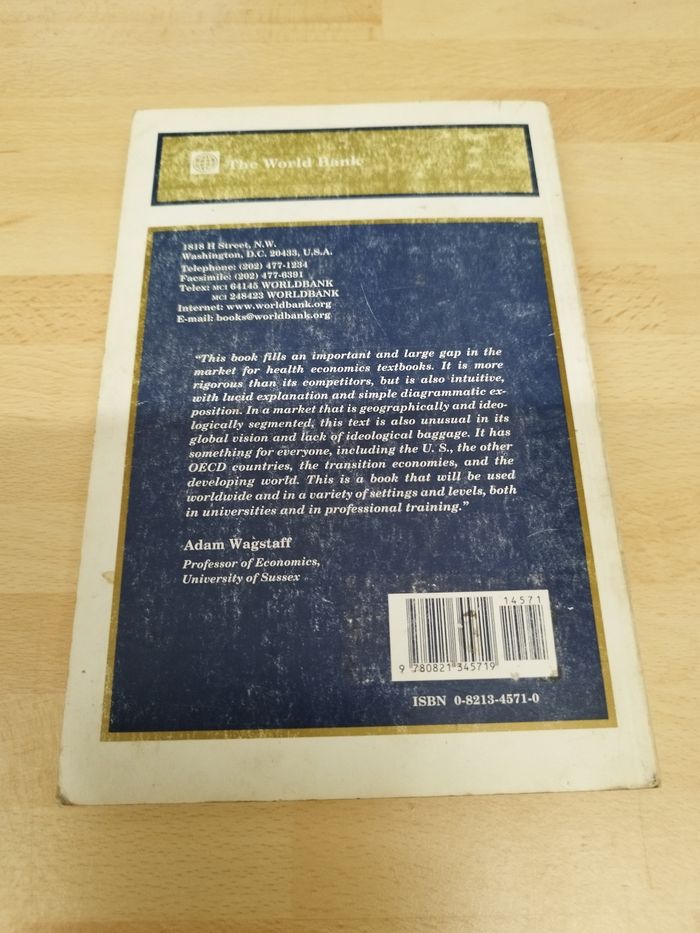 The World Bank
1818 H Street, N.W.
Washington, D.C. 20433, U.S.A.
Telephone: (202) 477-1234
Facsimile: (202) 477-6391
Telex: MCI 64145 WORLDBANK
MCI 248423 WORLDBANK
Internet: www.worldbank.org
E-mail: books@worldbank.org
"This book fills an important and large gap in the
market for health economics textbooks. It is more
rigorous than its competitors, but is also intuitive,
with lucid explanation and simple diagrammatic ex-
position. In a market that is geographically and ideo-
logically segmented, this text is also unusual in its
global vision and lack of ideological baggage. It has
something for everyone, including the U. S., the other
OECD countries, the transition economies, and the
developing world. This is a book that will be used
worldwide and in a variety of settings and levels, both
in universities and in professional training."
Adam Wagstaff
Professor of Economics,
University of Sussex
14571
9 780821 345719
ISBN 0-8213-4571-0